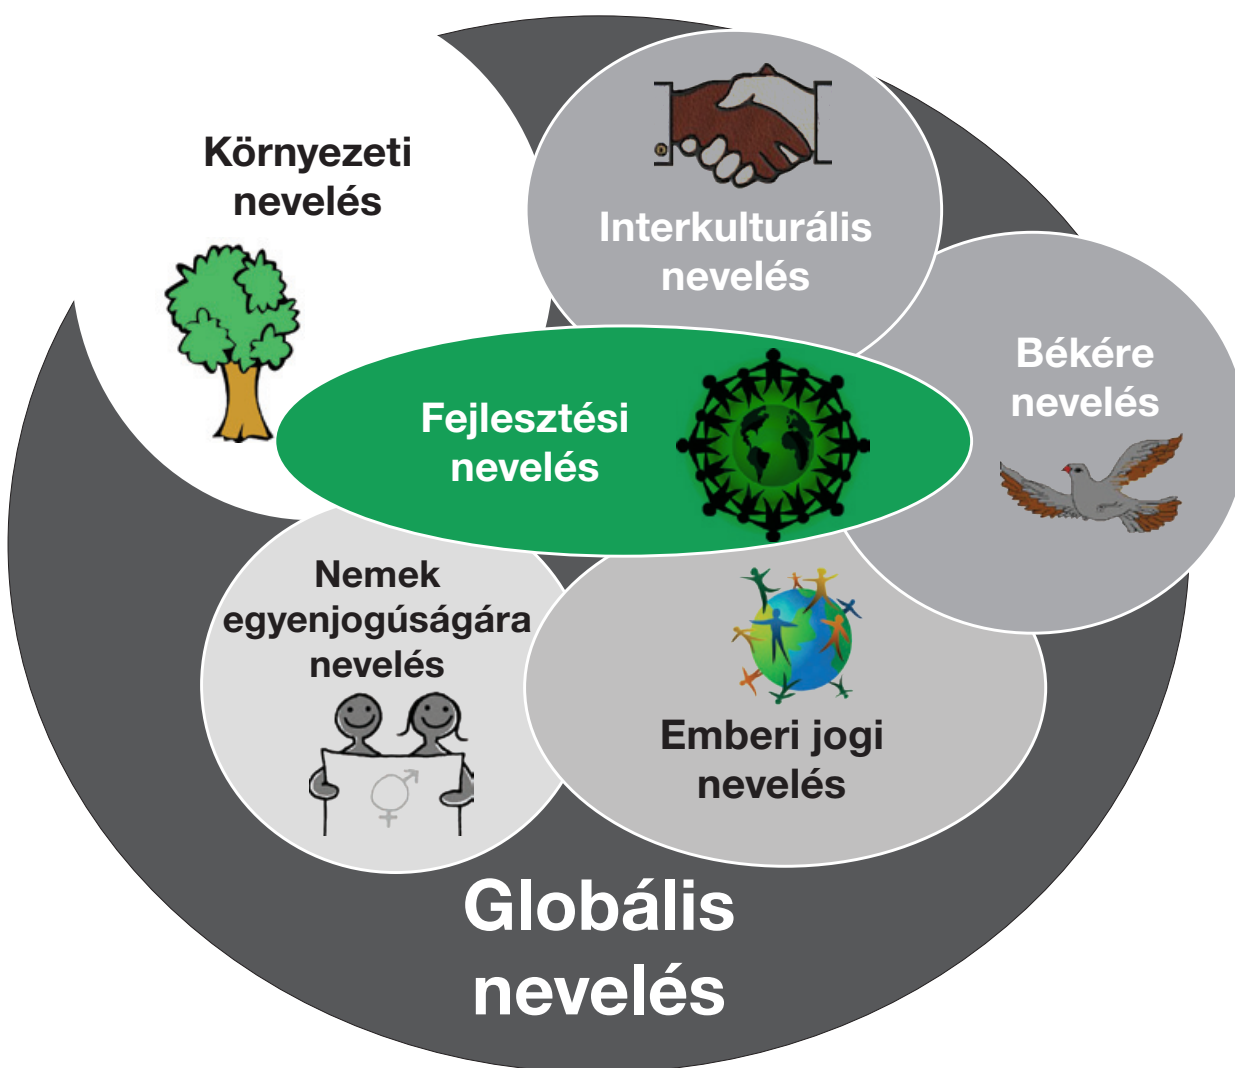 Környezeti
nevelés
Interkulturális
nevelés
Békére
nevelés
Fejlesztési
nevelés
Nemek
egyenjogúságára
nevelés
Emberi jogi
nevelés
Globális
nevelés